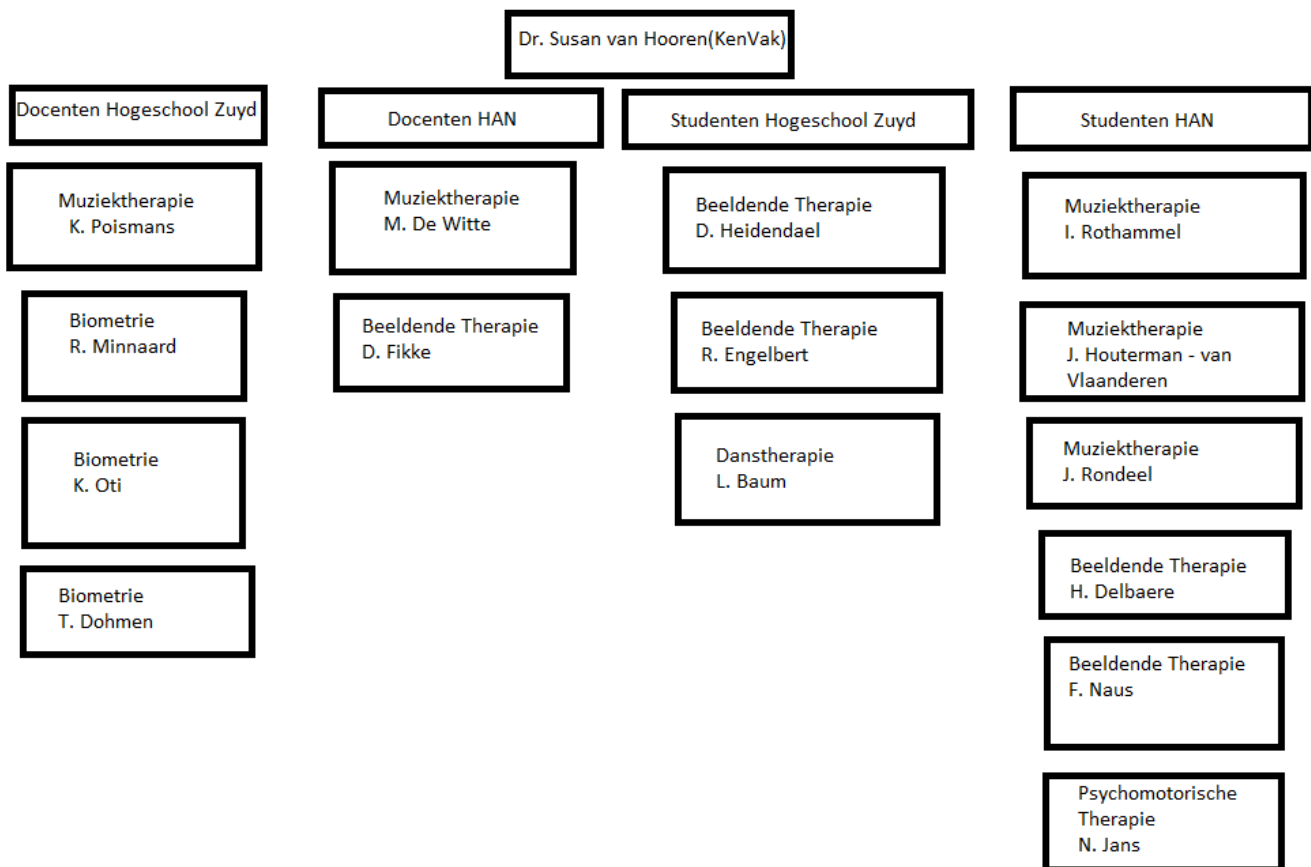 Dr. Susan van Hooren(KenVak)
Docenten Hogeschool Zuyd
Muziektherapie
K. Poismans
Biometrie
R. Minnaard
Biometrie
K. Oti
Biometrie
T. Dohmen
Docenten HAN
Muziektherapie
M. De Witte
Beeldende Therapie
D. Fikke
Studenten Hogeschool Zuyd
Beeldende Therapie
D. Heidendael
Beeldende Therapie
R. Engelbert
Danstherapie
L. Baum
Studenten HAN
Muziektherapie
I. Rothammel
Muziektherapie
J. Houterman - van
Vlaanderen
Muziektherapie
J. Rondeel
Beeldende Therapie
H. Delbaere
Beeldende Therapie
F. Naus
Psychomotorische
Therapie
N. Jans